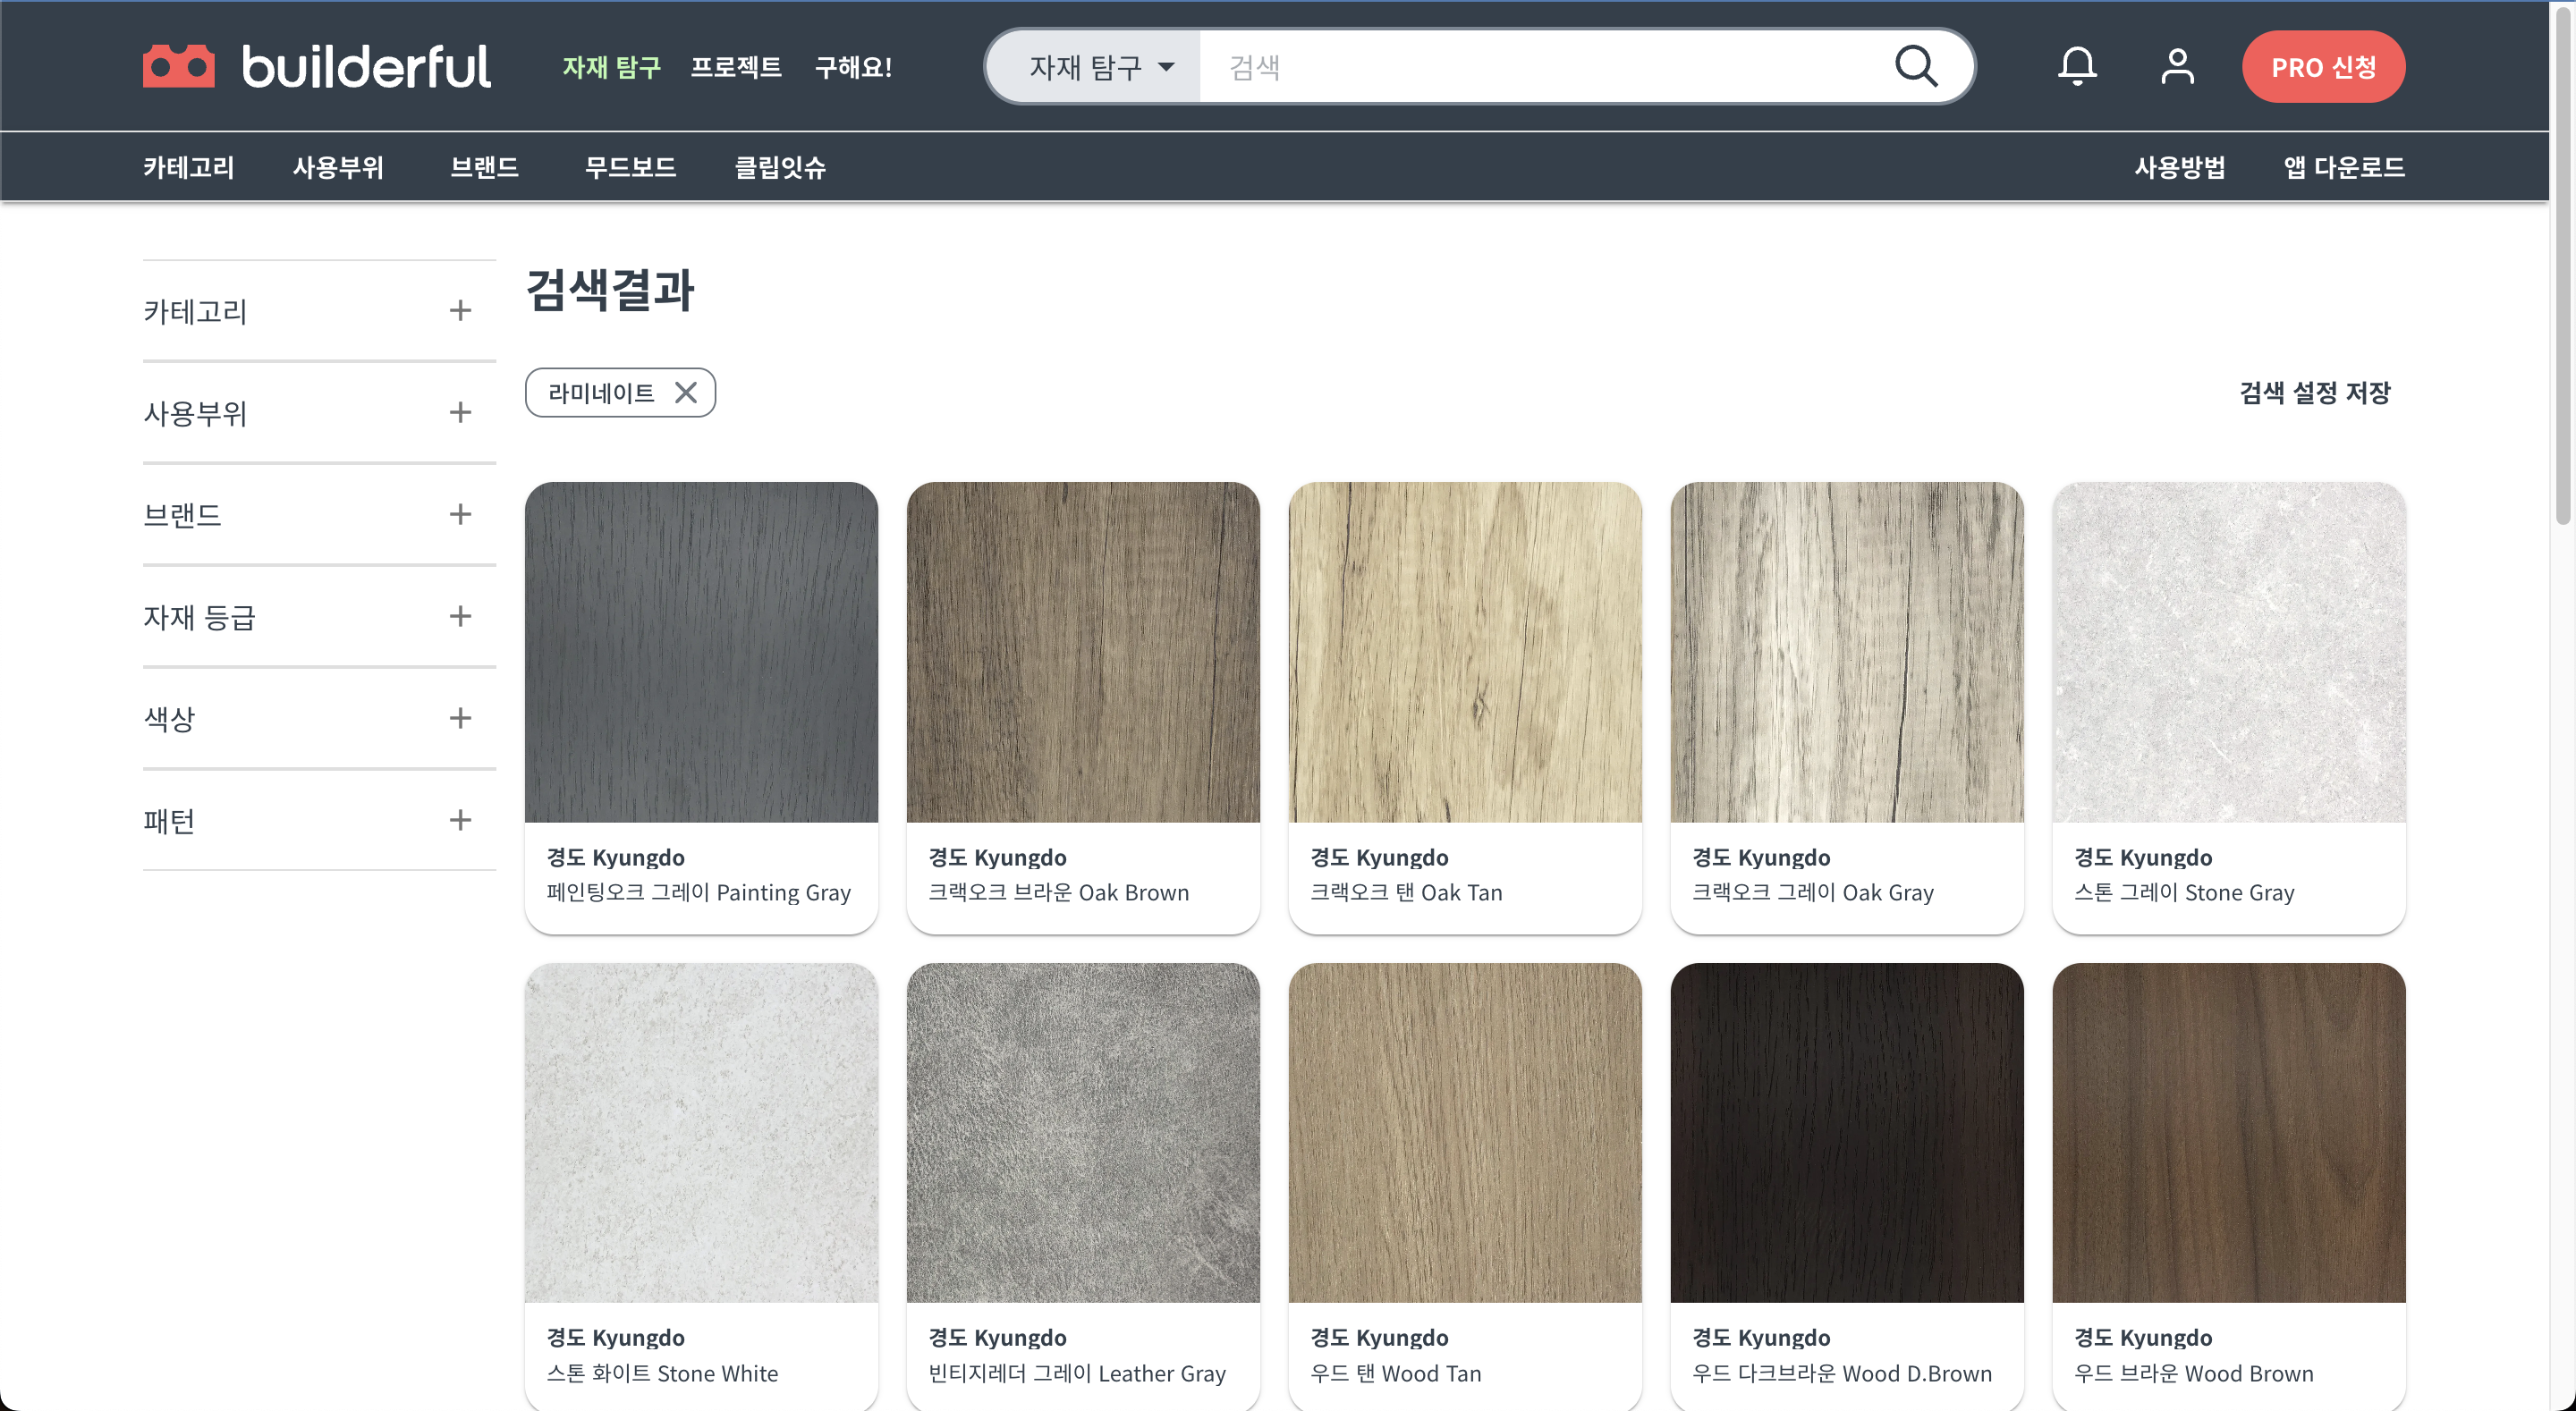 builderful 자재 탐구 프로젝트 구해요! 자재 탐구 검색 PRO 신청
카테고리 사용부위 브랜드 무드보드 클립잇슈 사용방법 앱 다운로드
카테고리
사용부위
브랜드
자재 등급
색상
패턴
검색결과
라미네이트
검색 설정 저장
경도 Kyungdo
페인팅오크 그레이 Painting Gray
경도 Kyungdo
크랙오크 브라운 Oak Brown
경도 Kyungdo
크랙오크 탠 Oak Tan
경도 Kyungdo
크랙오크 그레이 Oak Gray
경도 Kyungdo
스톤 그레이 Stone Gray
경도 Kyungdo
스톤 화이트 Stone White
경도 Kyungdo
빈티지레더 그레이 Leather Gray
경도 Kyungdo
우드 탠 Wood Tan
경도 Kyungdo
우드 다크브라운 Wood D.Brown
경도 Kyungdo
우드 브라운 Wood Brown